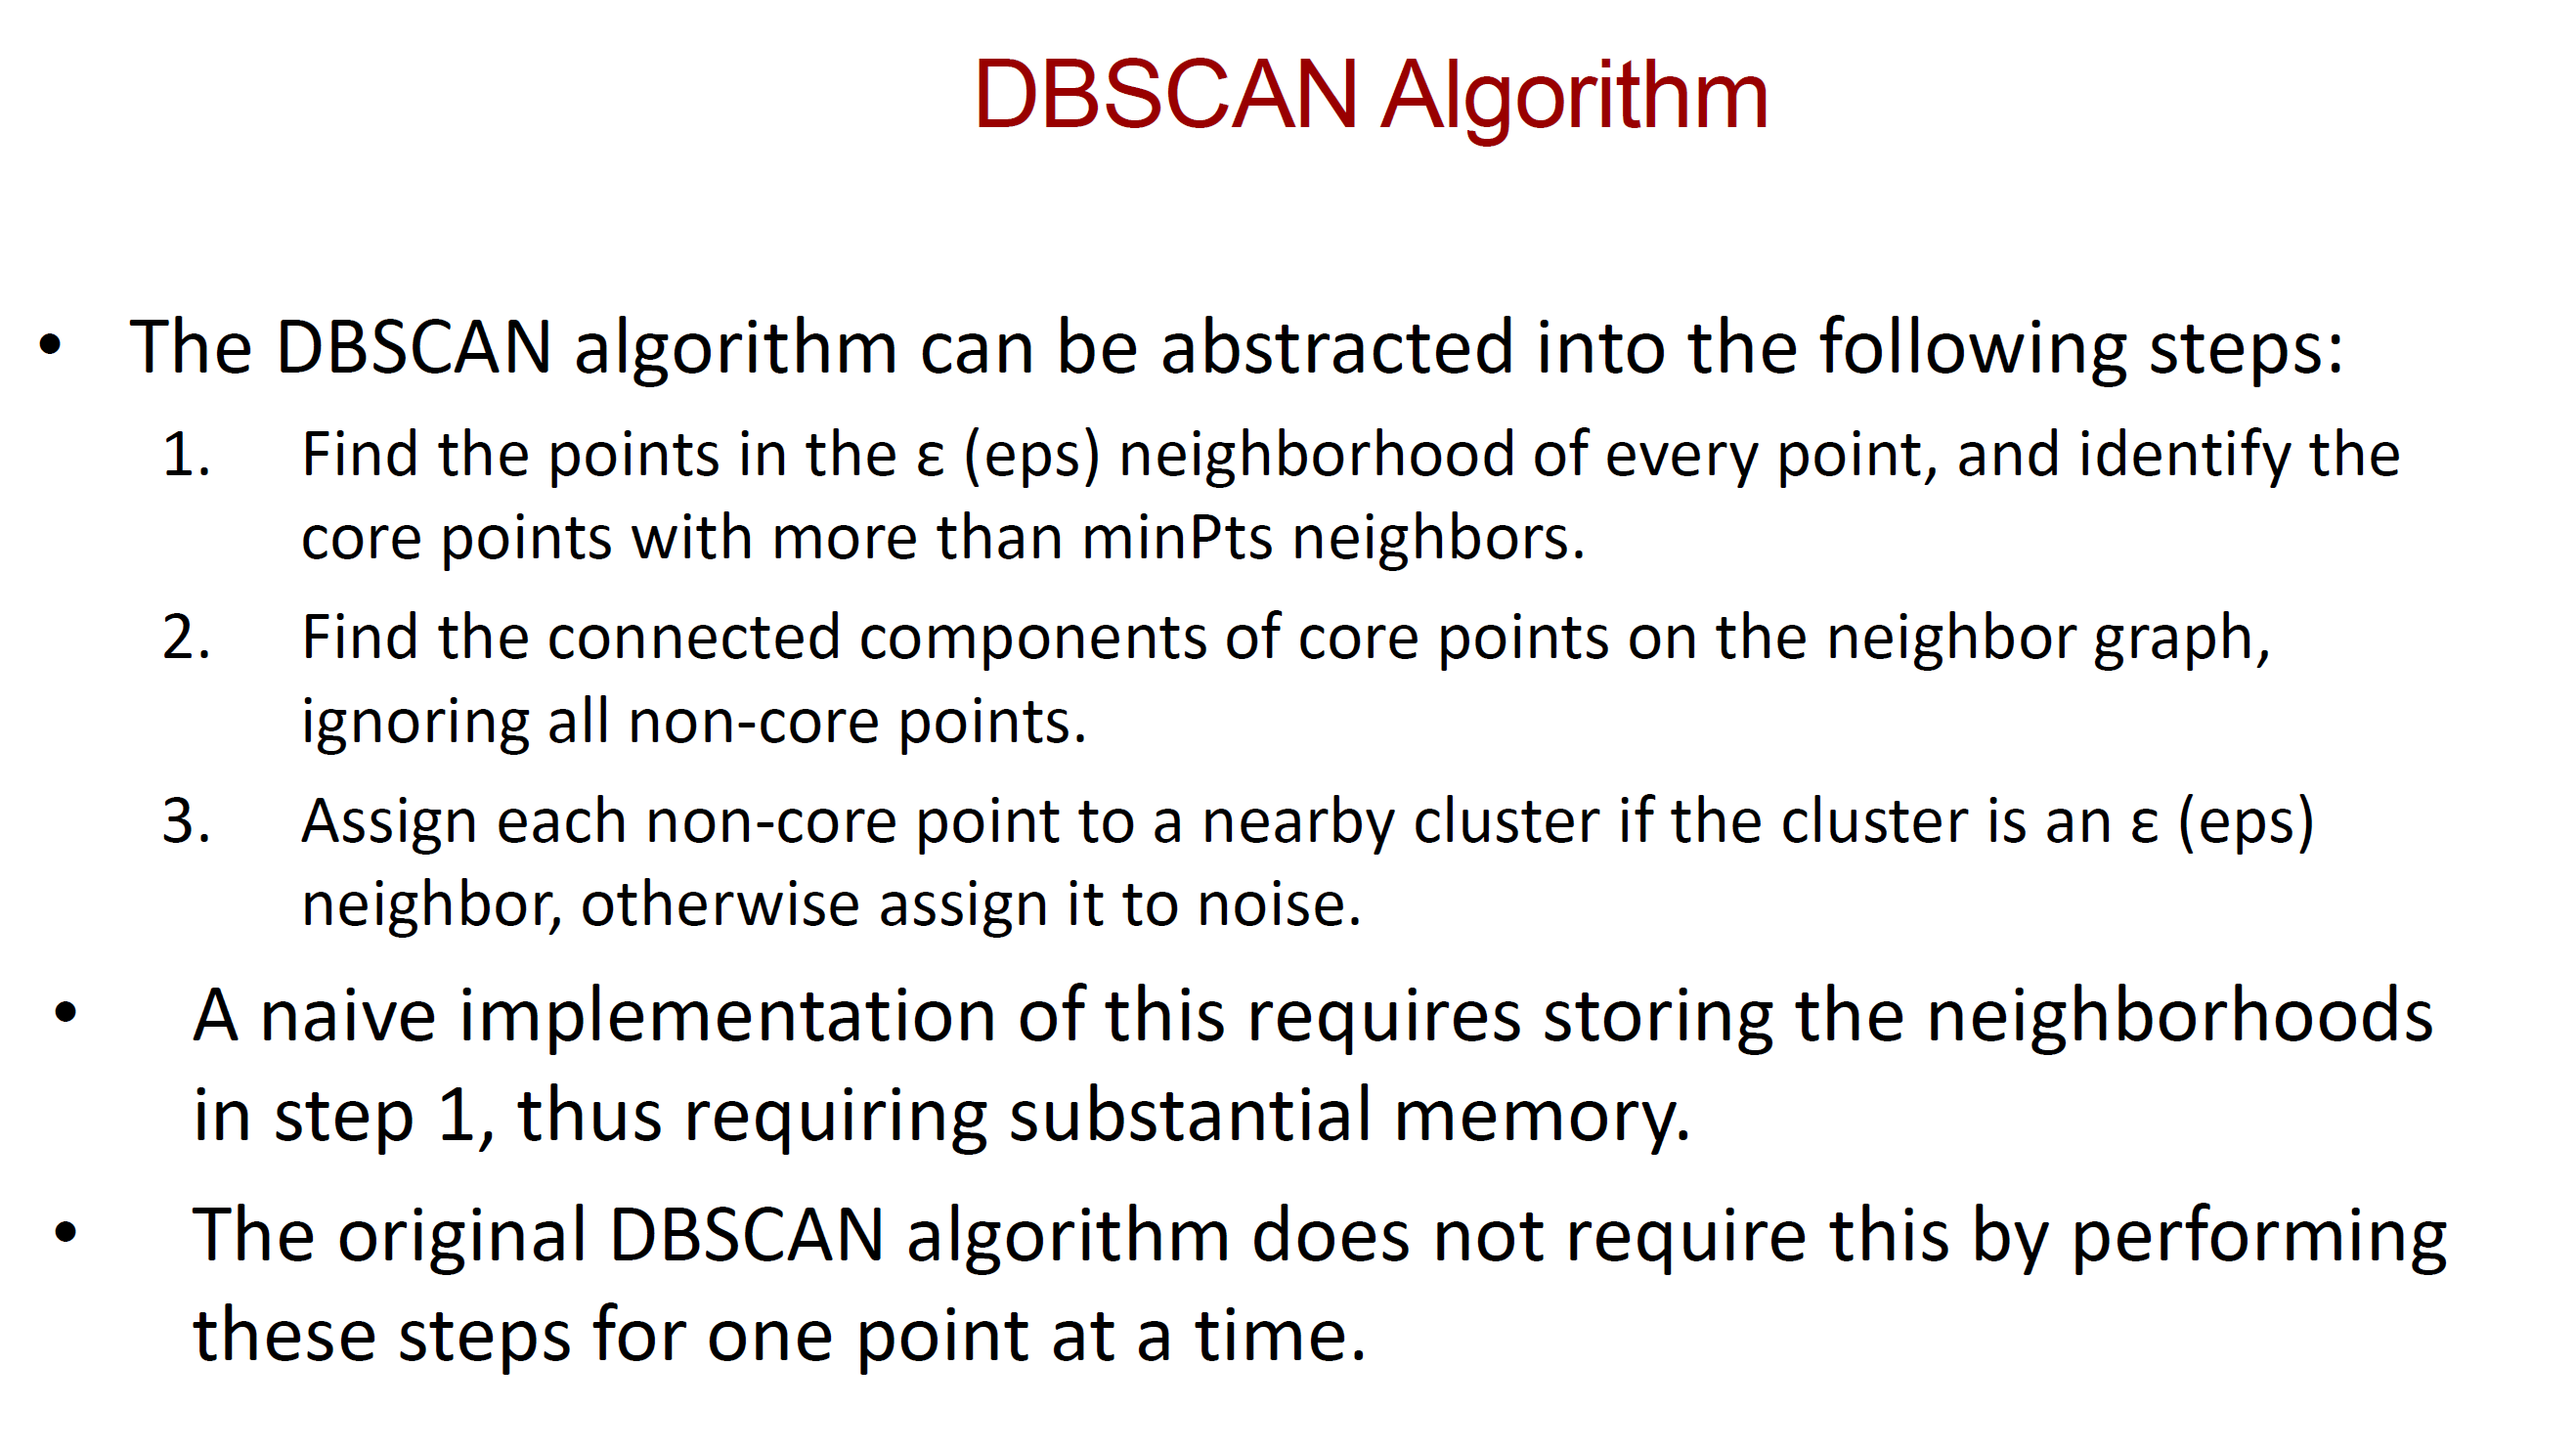 DBSCAN Algorithm
• The DBSCAN algorithm can be abstracted into the following steps:
1. Find the points in the ε (eps) neighborhood of every point, and identify the
core points with more than minPts neighbors.
2. Find the connected components of core points on the neighbor graph,
ignoring all non-core points.
3. Assign each non-core point to a nearby cluster if the cluster is an ε (eps)
neighbor, otherwise assign it to noise.
• A naive implementation of this requires storing the neighborhoods
in step 1, thus requiring substantial memory.
• The original DBSCAN algorithm does not require this by performing
these steps for one point at a time.